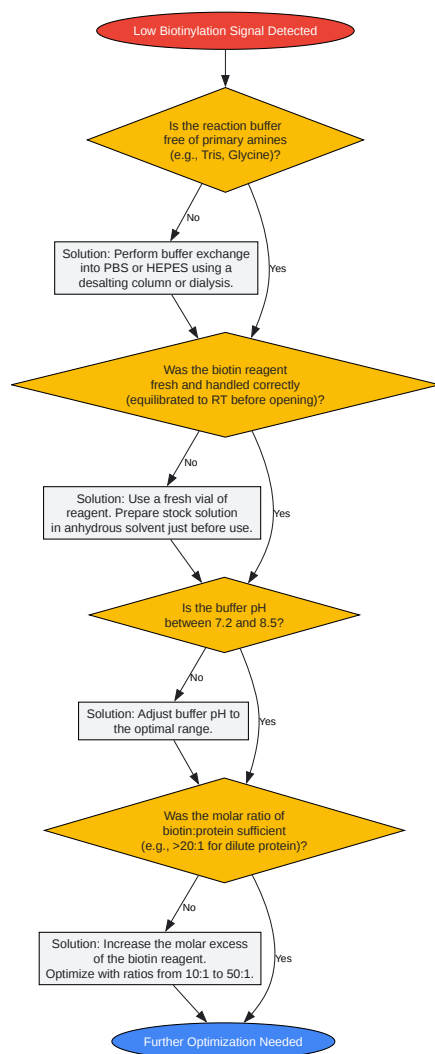 Low Biotinylation Signal Detected
Is the reaction buffer
free of primary amines
(e.g., Tris, Glycine)?
No
Yes
Solution: Perform buffer exchange
into PBS or HEPES using a
desalting column or dialysis.
Was the biotin reagent
fresh and handled correctly
(equilibrated to RT before opening)?
No
Yes
Solution: Use a fresh vial of
reagent. Prepare stock solution
in anhydrous solvent just before use.
Is the buffer pH
between 7.2 and 8.5?
No
Yes
Solution: Adjust buffer pH to
the optimal range.
Was the molar ratio of
biotin:protein sufficient
(e.g., >20:1 for dilute protein)?
No
Yes
Solution: Increase the molar excess
of the biotin reagent.
Optimize with ratios from 10:1 to 50:1.
Further Optimization Needed